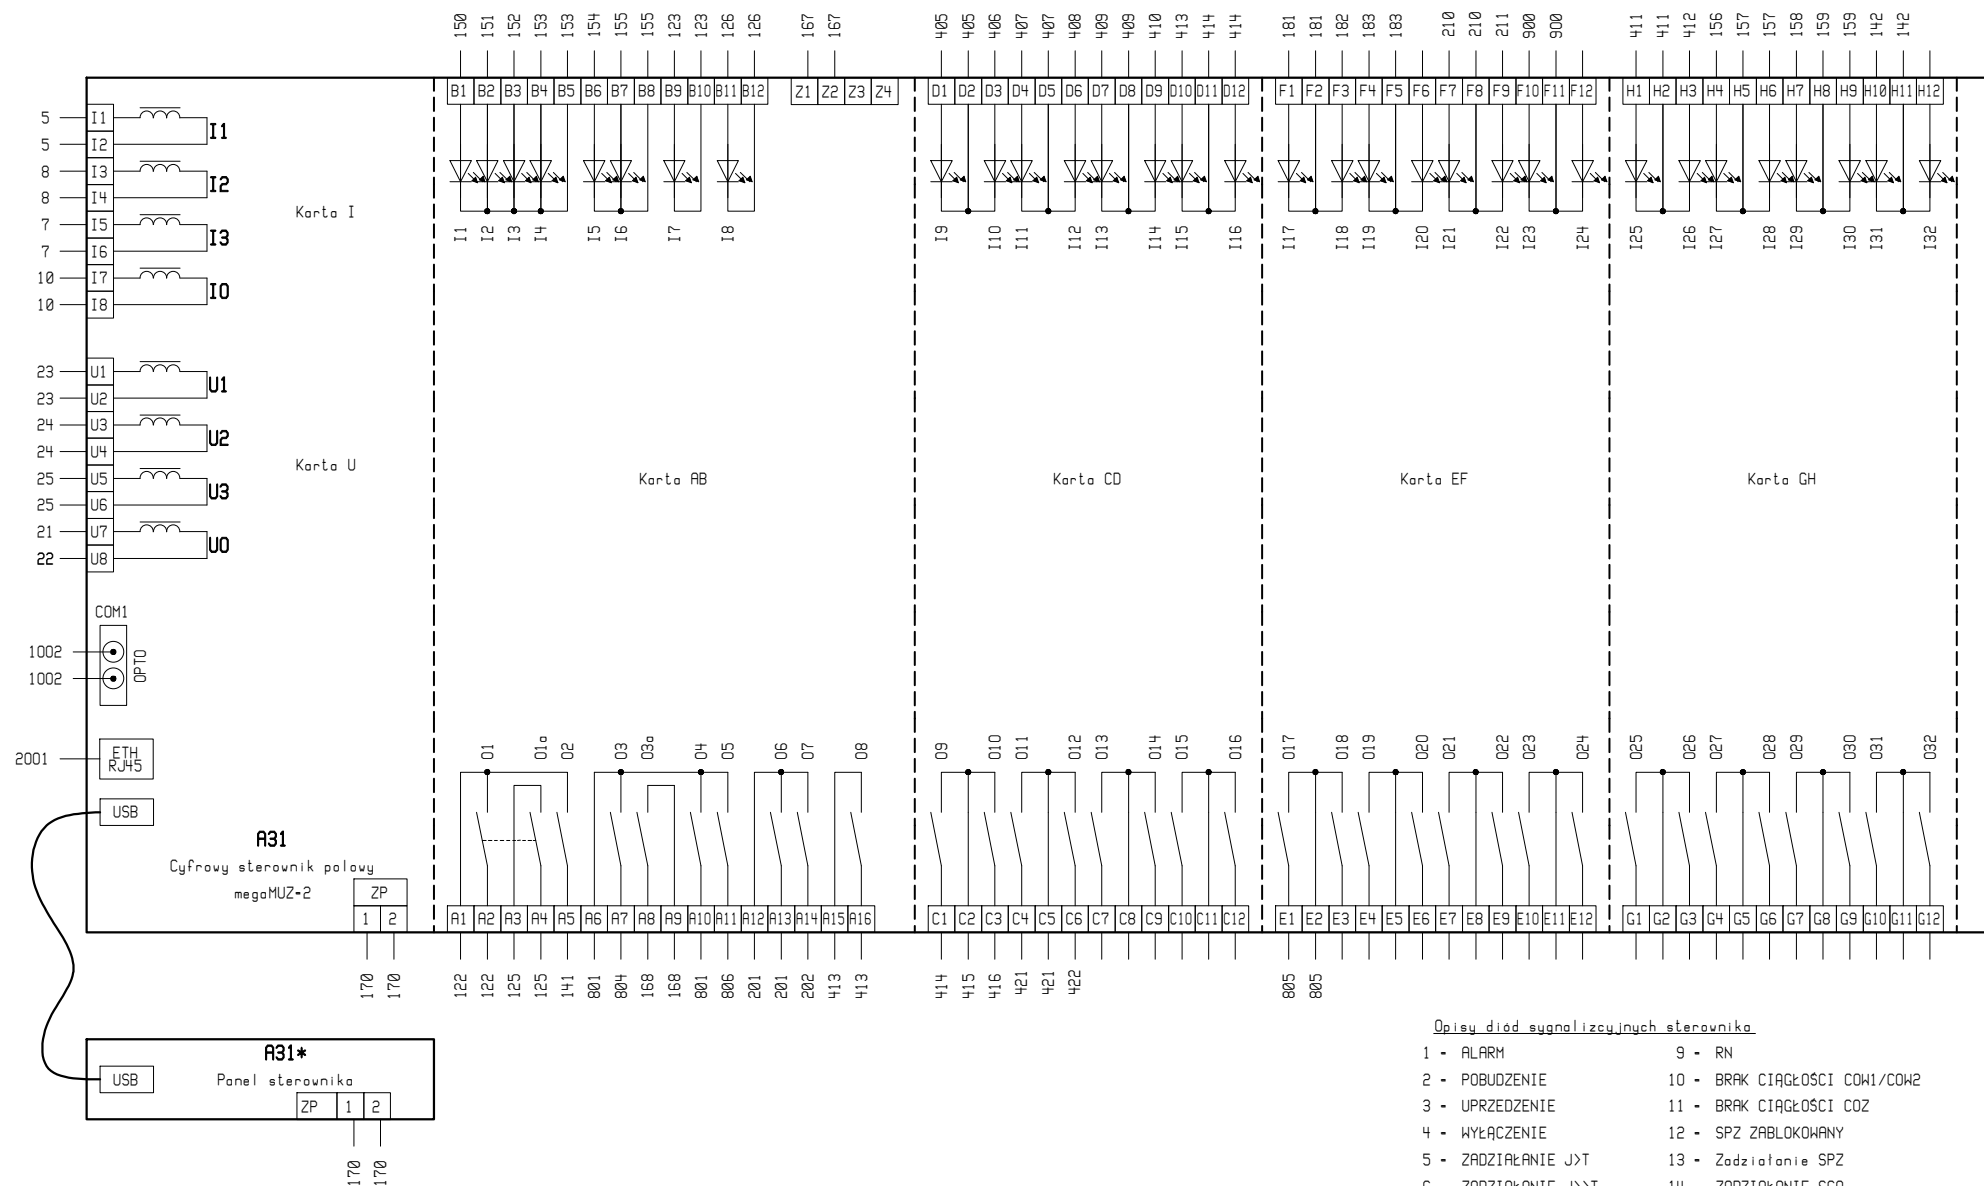 150 151 152 153 153 154 155 155 123 123 126 126 167 167 405 405 406 407 407 408 409 409 410 413 414 414 181 181 182 183 183 210 210 211 900 900 411 411 412 156 157 157 158 159 159 142 142
B1 B2 B3 B4 B5 B6 B7 B8 B9 B10 B11 B12 Z1 Z2 Z3 Z4 D1 D2 D3 D4 D5 D6 D7 D8 D9 D10 D11 D12 F1 F2 F3 F4 F5 F6 F7 F8 F9 F10 F11 F12 H1 H2 H3 H4 H5 H6 H7 H8 H9 H10 H11 H12
5 I1
I1
5 I2
8 I3
I2
8 I4
Karta I
7 I5
I3
7 I6
10 I7
I0
10 I8
I1 I2 I3 I4 I5 I6 I7 I8 I9 I10 I11 I12 I13 I14 I15 I16 I17 I18 I19 I20 I21 I22 I23 I24 I25 I26 I27 I28 I29 I30 I31 I32
23 U1
U1
23 U2
24 U3
U2
24 U4
Karta U
25 U5
U3
25 U6
21 U7
U0
22 U8
Karta AB Karta CD Karta EF Karta GH
COM1
1002
OPTO
1002
2001 ETH
RJ45
USB
O1 O1a O2 O3 O3a O4 O5 O6 O7 O8 O9 O10 O11 O12 O13 O14 O15 O16 O17 O18 O19 O20 O21 O22 O23 O24 O25 O26 O27 O28 O29 O30 O31 O32
A31
Cyfrowy sterownik polowy
megaMUZ-2
ZP
1 2
A1 A2 A3 A4 A5 A6 A7 A8 A9 A10 A11 A12 A13 A14 A15 A16 C1 C2 C3 C4 C5 C6 C7 C8 C9 C10 C11 C12 E1 E2 E3 E4 E5 E6 E7 E8 E9 E10 E11 E12 G1 G2 G3 G4 G5 G6 G7 G8 G9 G10 G11 G12
170 170 122 122 125 125 141 801 804 168 168 801 806 201 201 202 413 413 414 415 416 421 421 422 805 805
A31*
USB
Panel sterownika
ZP 1 2
170 170
Opisy diód sygnalizcyjnych sterownika
1 - ALARM
2 - POBUDZENIE
3 - UPRZEDZENIE
4 - WYŁĄCZENIE
5 - ZADZIAŁANIE J>T
9 - RN
10 - BRAK CIĄGŁOŚCI COW1/COW2
11 - BRAK CIĄGŁOŚCI COZ
12 - SPZ ZABLOKOWANY
13 - Zadziałanie SPZ